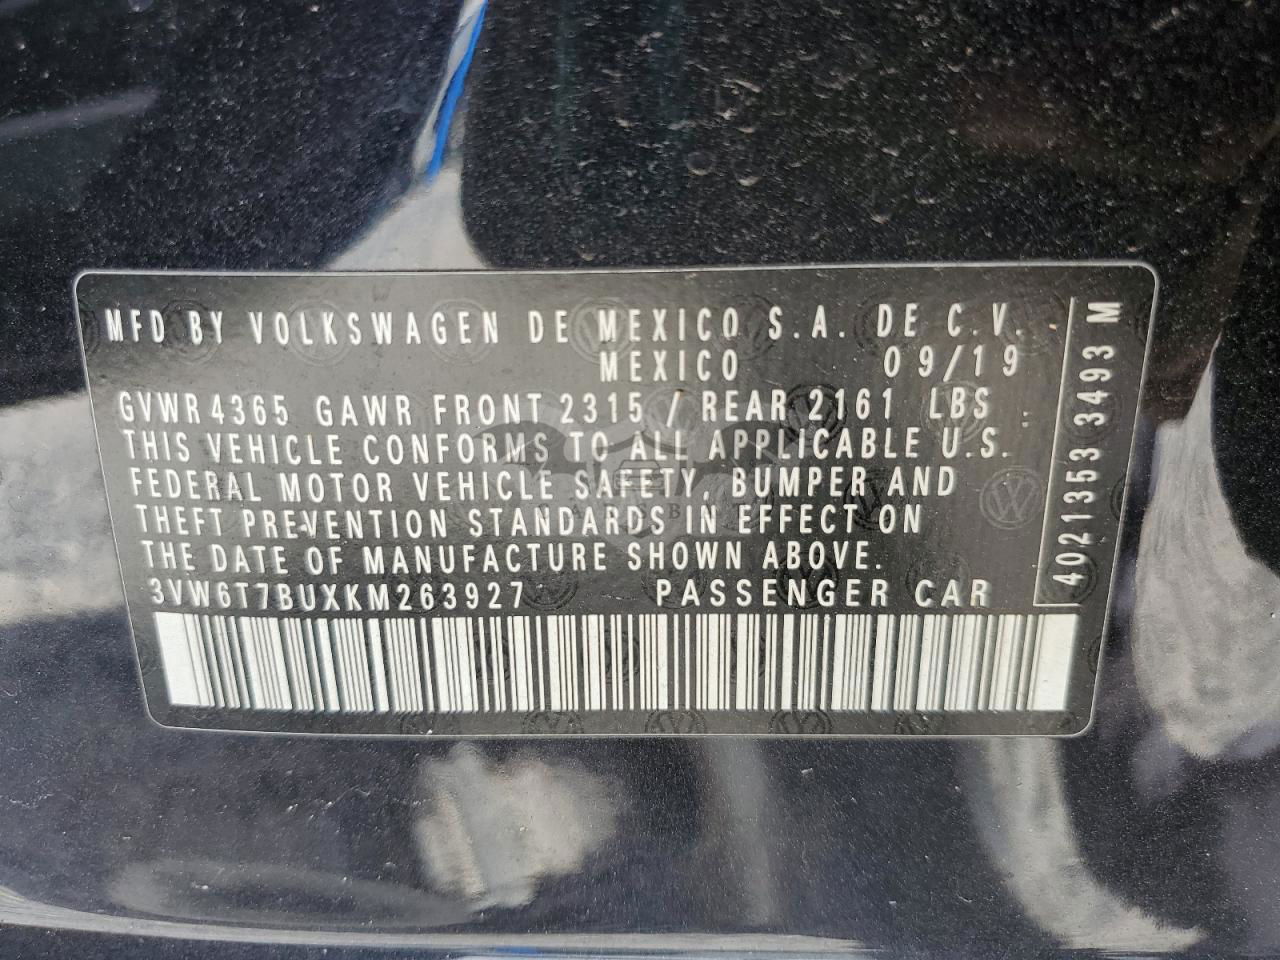 MFD BY VOLKSWAGEN DE MEXICO S.A. DE C.V.
MEXICO 09/19
GVWR 4365 GAWR FRONT 2315 / REAR 2161 LBS
THIS VEHICLE CONFORMS TO ALL APPLICABLE U.S.
FEDERAL MOTOR VEHICLE SAFETY, BUMPER AND
THEFT PREVENTION STANDARDS IN EFFECT ON
THE DATE OF MANUFACTURE SHOWN ABOVE.
3VW6T7BUXKM263927 PASSENGER CAR
4021353 3493 M